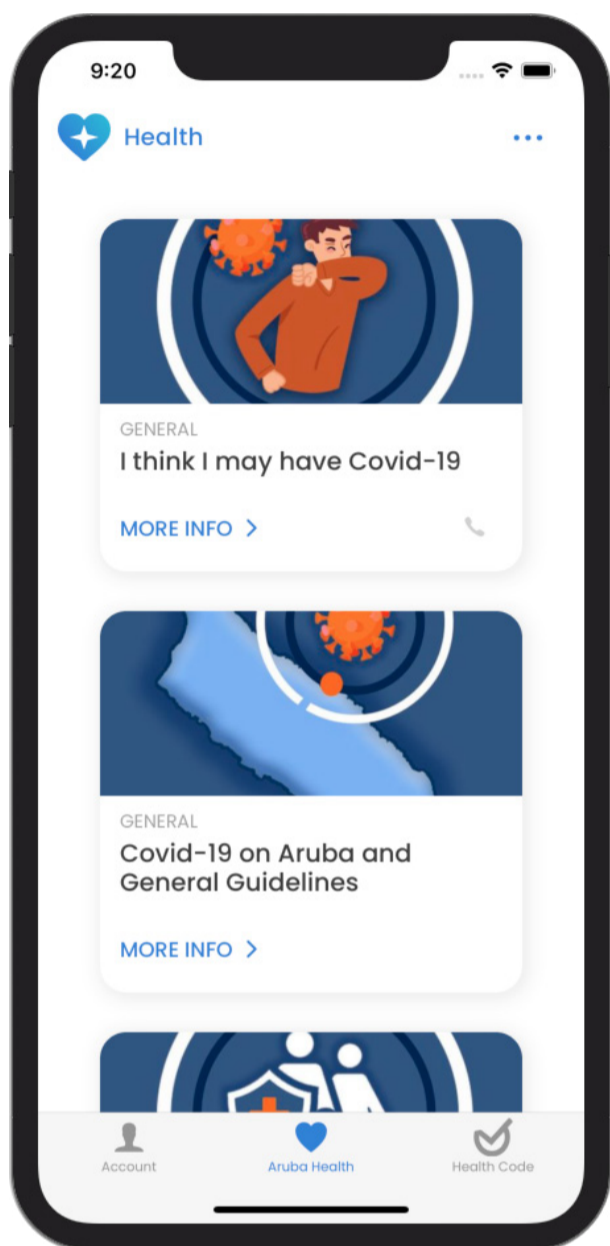 9:20
Health
GENERAL
I think I may have Covid-19
MORE INFO >
GENERAL
Covid-19 on Aruba and
General Guidelines
MORE INFO >
Account
Aruba Health
Health Code